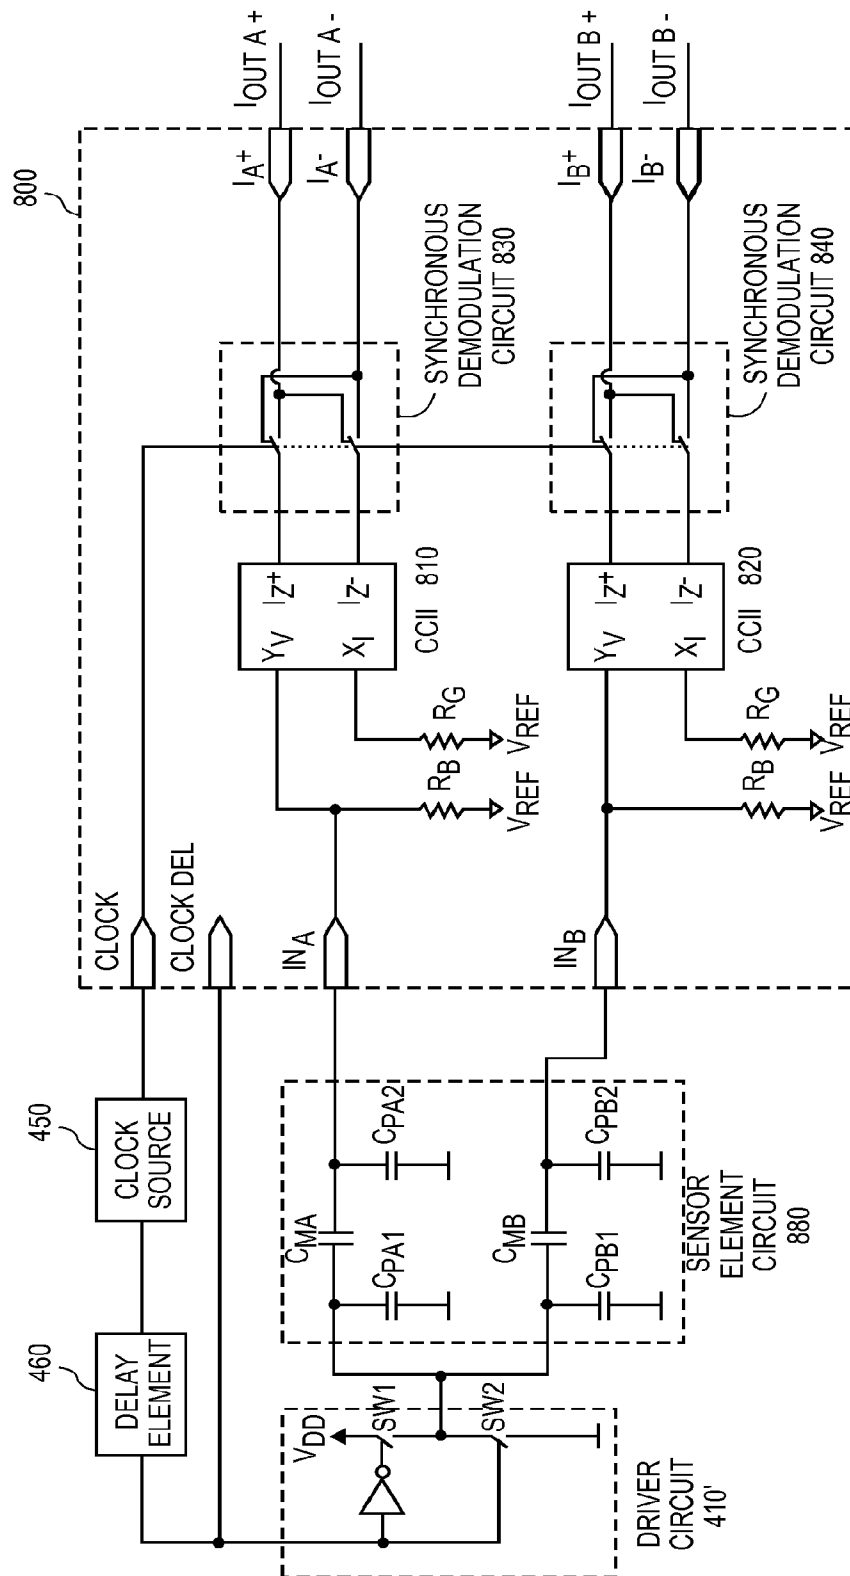 800
CLOCK
CLOCK DEL
IN_A
IN_B
R_B
R_G
V_REF
V_REF
R_B
R_G
V_REF
V_REF
Y_V I_Z+
X_I I_Z-
CCII 810
Y_V I_Z+
X_I I_Z-
CCII 820
SYNCHRONOUS
DEMODULATION
CIRCUIT 830
SYNCHRONOUS
DEMODULATION
CIRCUIT 840
I_A+
I_A-
I_B+
I_B-
I_OUT A+
I_OUT A-
I_OUT B+
I_OUT B-
450
CLOCK
SOURCE
460
DELAY
ELEMENT
C_MA
C_PA1
C_PA2
C_MB
C_PB1
C_PB2
SENSOR
ELEMENT
CIRCUIT
880
V_DD
SW1
SW2
DRIVER
CIRCUIT
410'